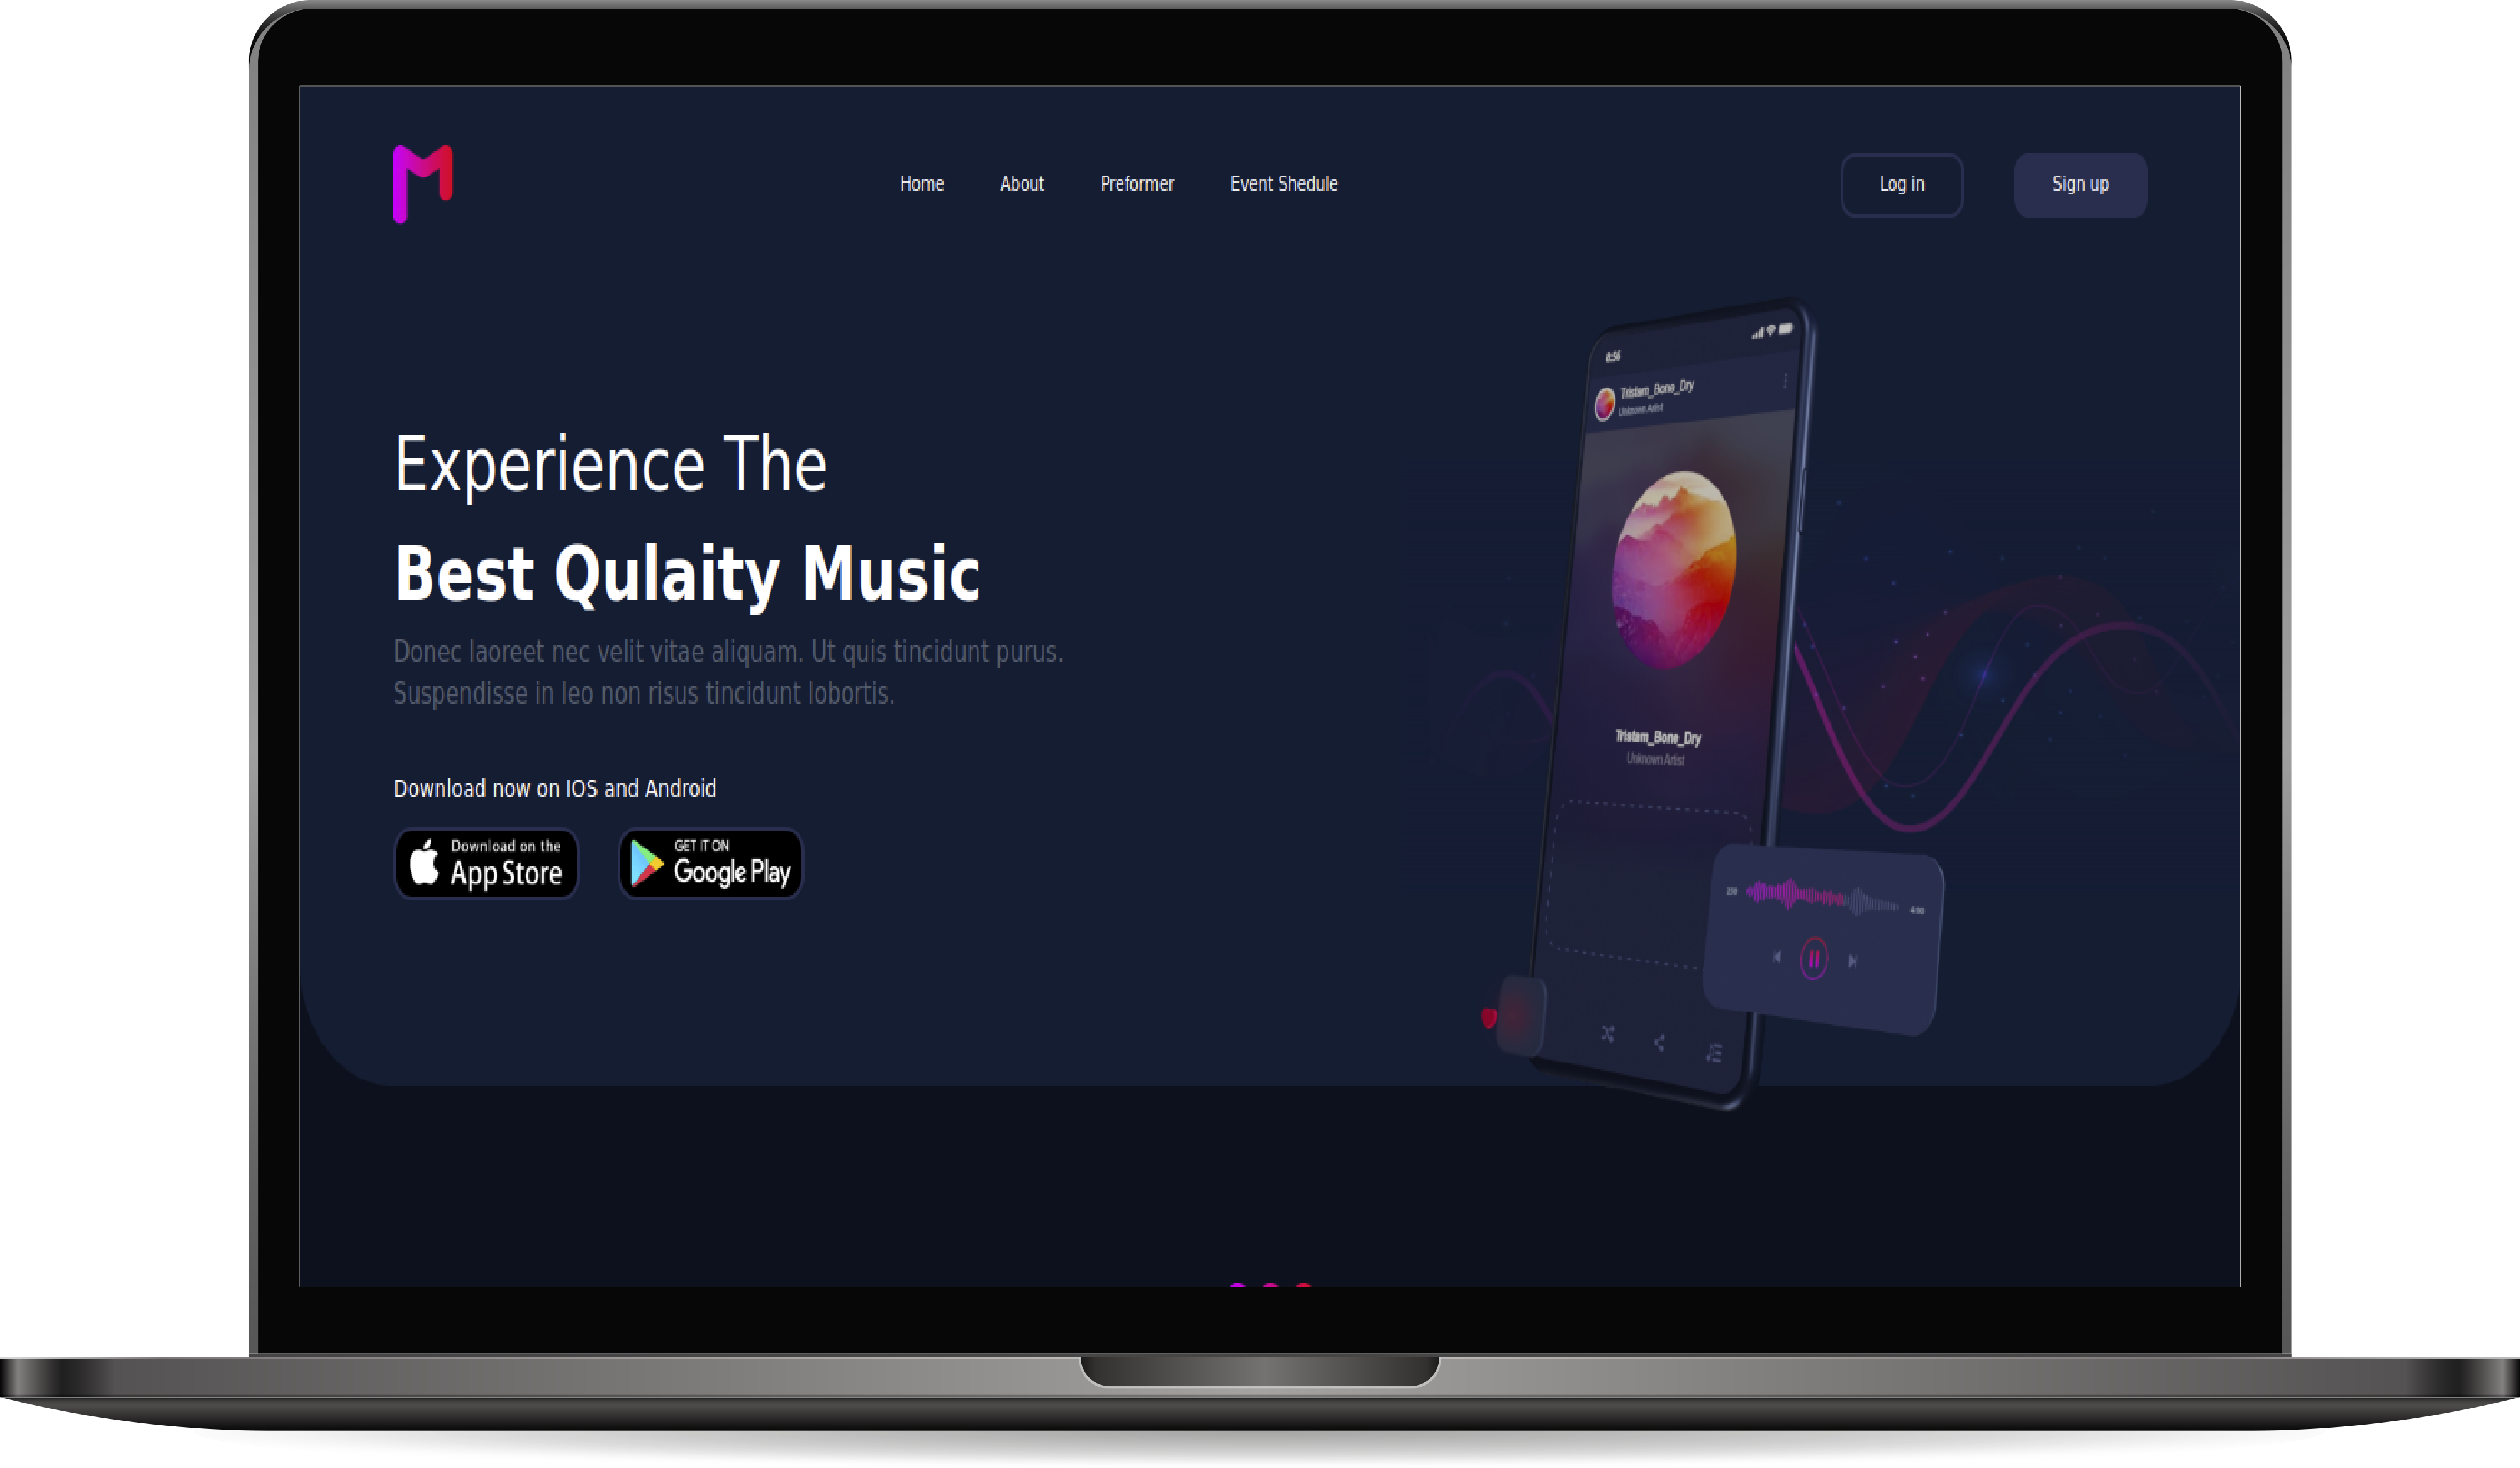 M
Home
About
Preformer
Event Shedule
Log in
Sign up
Experience The
Best Qulaity Music
Donec laoreet nec velit vitae aliquam. Ut quis tincidunt purus.
Suspendisse in leo non risus tincidunt lobortis.
Download now on IOS and Android
Download on the
App Store
GET IT ON
Google Play
8:56
Tristam_Bone_Dry
Unknown Artist
Tristam_Bone_Dry
Unknown Artist